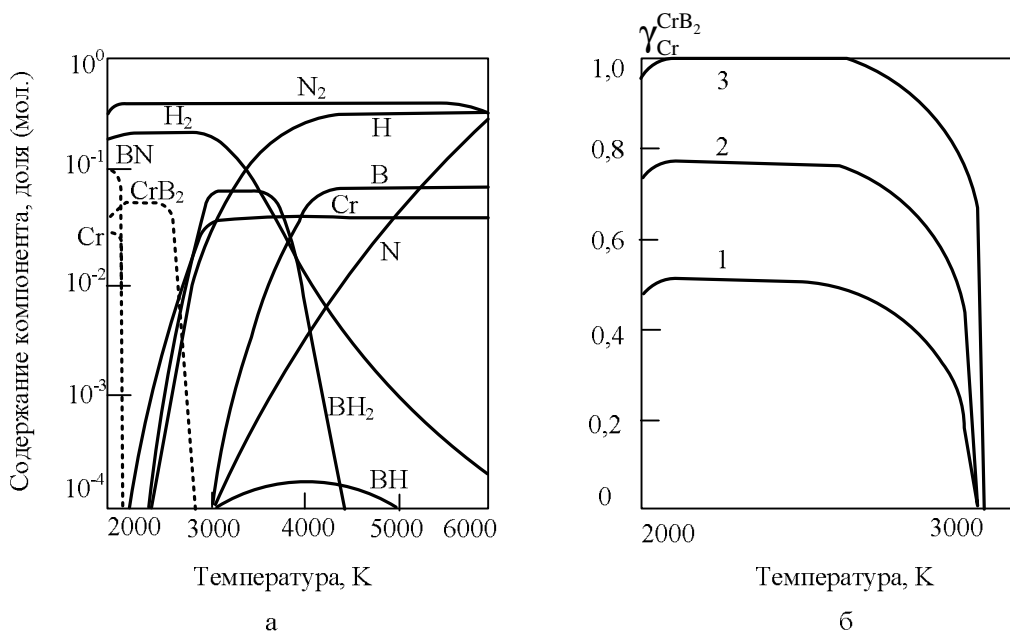 Содержание компонента, доля (мол.)
10⁰
10⁻¹
10⁻²
10⁻³
10⁻⁴
N₂
H₂
H
BN
CrB₂
B
Cr
Cr
N
BH₂
BH
2000 3000 4000 5000 6000
Температура, K
а
γ_Cr^CrB₂
1,0
0,8
0,6
0,4
0,2
0
3
2
1
2000 3000
Температура, K
б